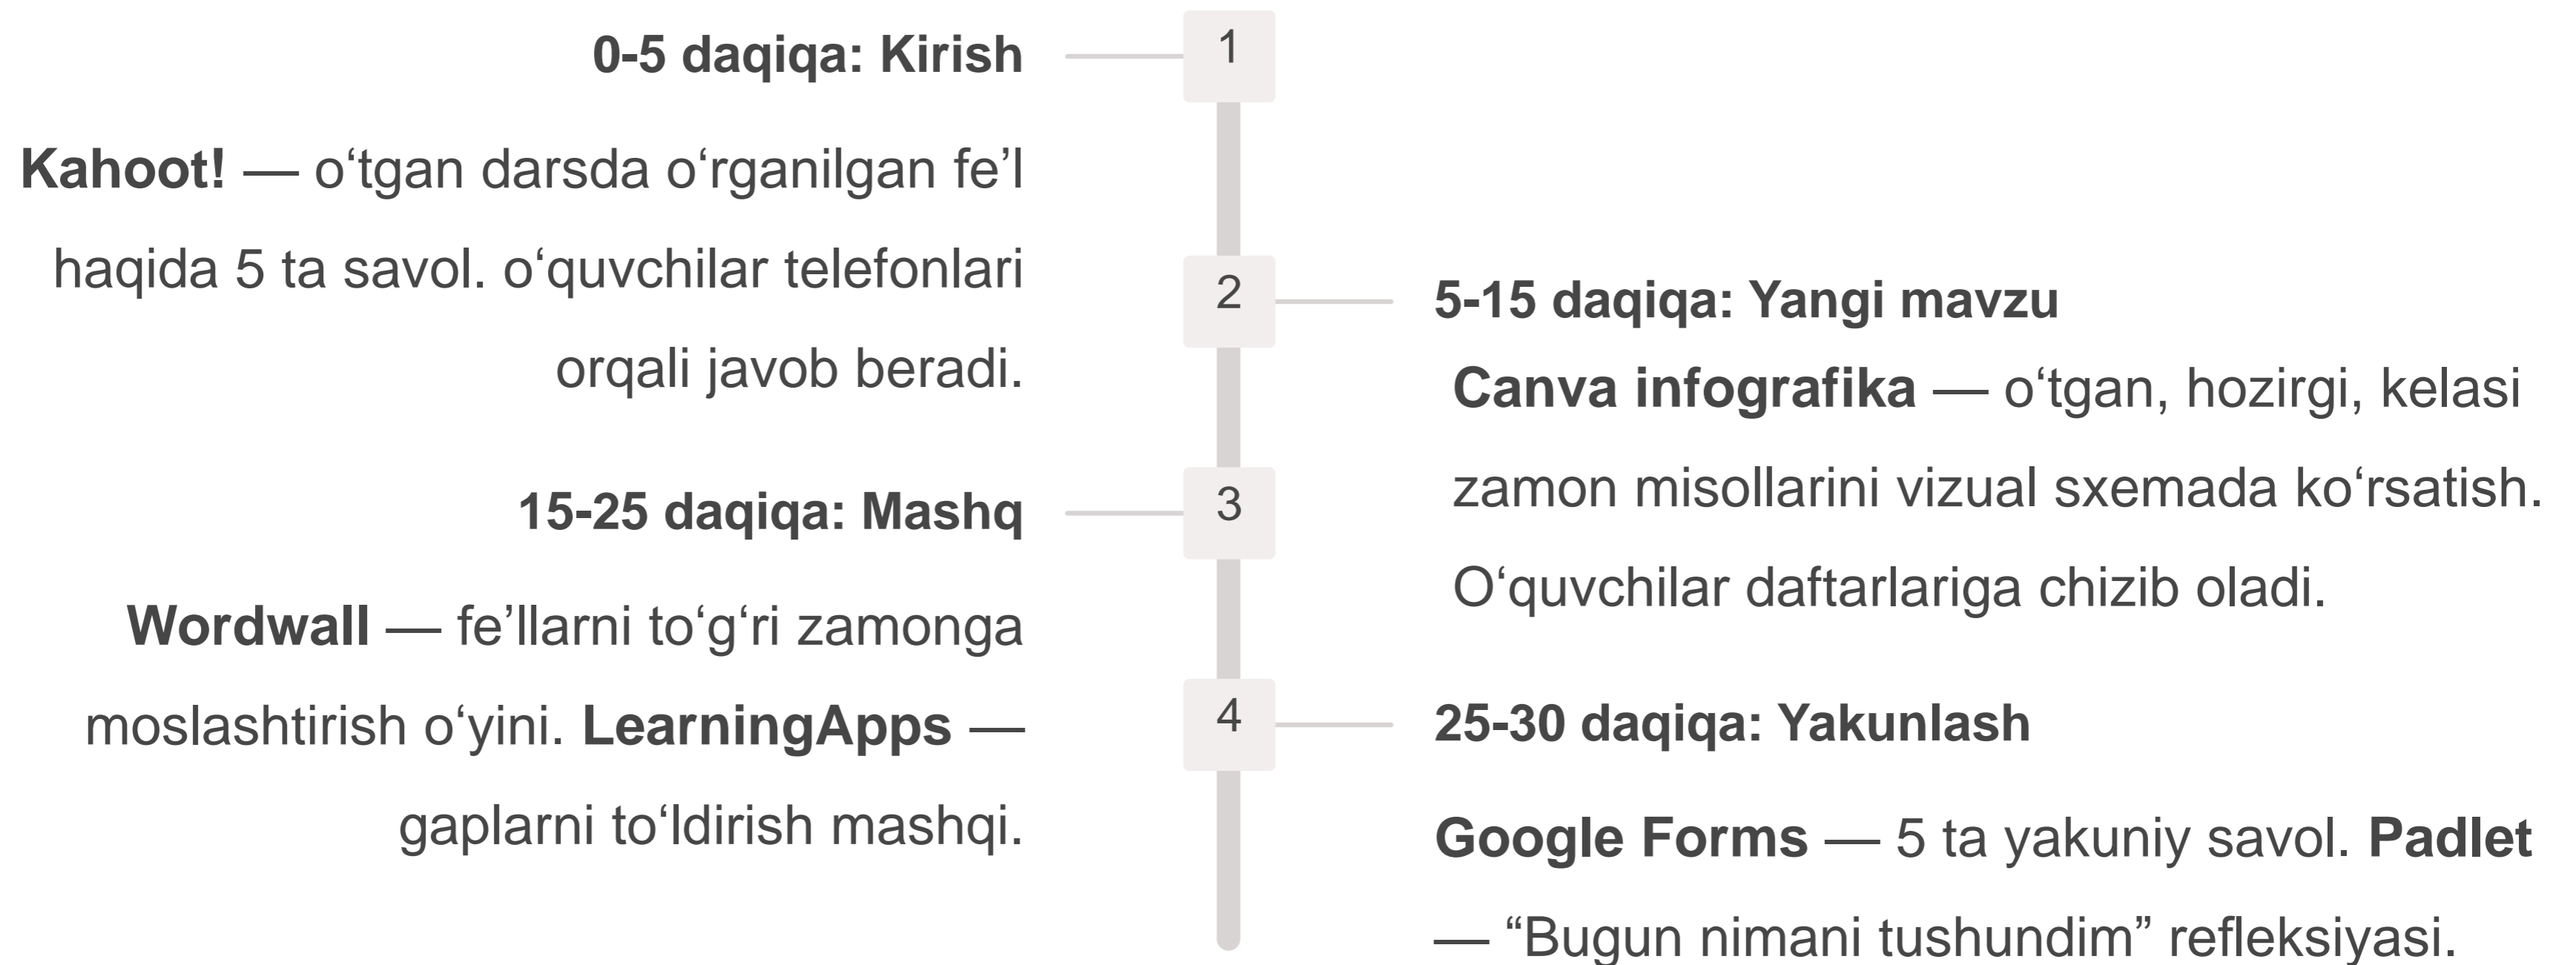 1
0-5 daqiqa: Kirish
Kahoot! — o‘tgan darsda o‘rganilgan fe’l
haqida 5 ta savol. o‘quvchilar telefonlari
orqali javob beradi.
2
5-15 daqiqa: Yangi mavzu
Canva infografika — o‘tgan, hozirgi, kelasi
zamon misollarini vizual sxemada ko‘rsatish.
O‘quvchilar daftarlariga chizib oladi.
3
15-25 daqiqa: Mashq
Wordwall — fe’llarni to‘g‘ri zamonga
moslashtirish o‘yini. LearningApps —
gaplarni to‘ldirish mashqi.
4
25-30 daqiqa: Yakunlash
Google Forms — 5 ta yakuniy savol. Padlet
— “Bugun nimani tushundim” refleksiyasi.